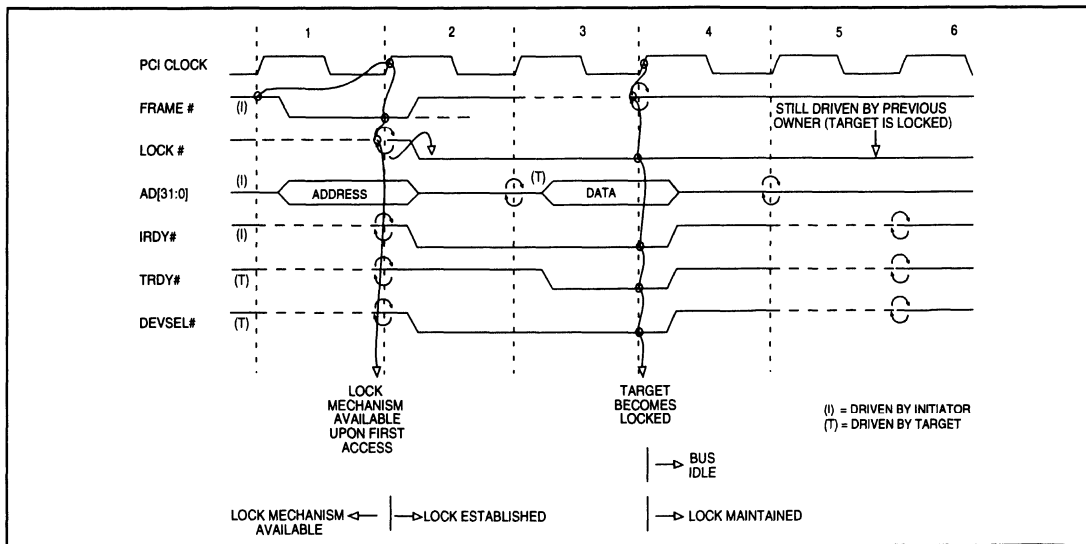 1 2 3 4 5 6
PCI CLOCK
FRAME # (I)
STILL DRIVEN BY PREVIOUS
OWNER (TARGET IS LOCKED)
LOCK #
AD[31:0] (I) ADDRESS (T) DATA
IRDY# (I)
TRDY# (T)
DEVSEL# (T)
LOCK
MECHANISM
AVAILABLE
UPON FIRST
ACCESS
TARGET
BECOMES
LOCKED
(I) = DRIVEN BY INITIATOR
(T) = DRIVEN BY TARGET
BUS
IDLE
LOCK MECHANISM
AVAILABLE
LOCK ESTABLISHED
LOCK MAINTAINED